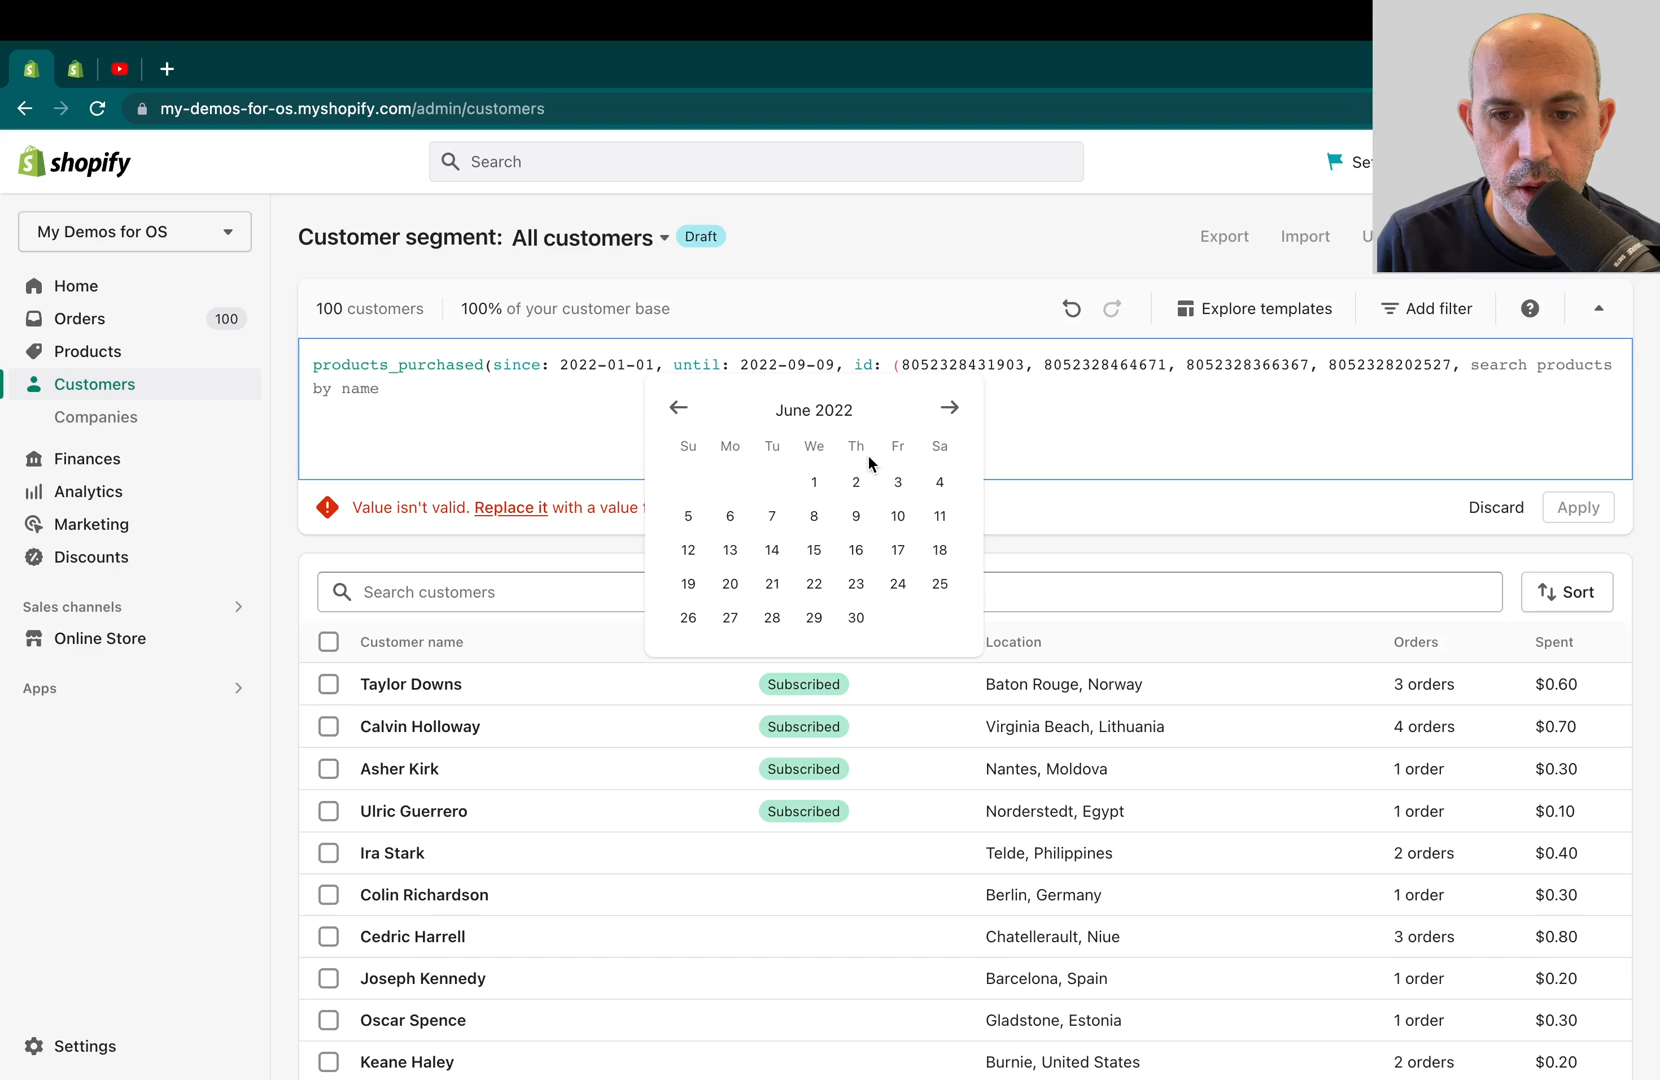 my-demos-for-os.myshopify.com/admin/customers
shopify
Search
My Demos for OS
Home
Orders 100
Products
Customers
Companies
Finances
Analytics
Marketing
Discounts
Sales channels
Online Store
Apps
Settings
Customer segment: All customers Draft
Export Import
100 customers 100% of your customer base Explore templates Add filter
products_purchased(since: 2022-01-01, until: 2022-09-09, id: (8052328431903, 8052328464671, 8052328366367, 8052328202527, search products
by name
June 2022
Su Mo Tu We Th Fr Sa
1 2 3 4
5 6 7 8 9 10 11
12 13 14 15 16 17 18
19 20 21 22 23 24 25
26 27 28 29 30
Value isn't valid. Replace it with a value
Discard Apply
Search customers Sort
Customer name Location Orders Spent
Taylor Downs Subscribed Baton Rouge, Norway 3 orders $0.60
Calvin Holloway Subscribed Virginia Beach, Lithuania 4 orders $0.70
Asher Kirk Subscribed Nantes, Moldova 1 order $0.30
Ulric Guerrero Subscribed Norderstedt, Egypt 1 order $0.10
Ira Stark Telde, Philippines 2 orders $0.40
Colin Richardson Berlin, Germany 1 order $0.30
Cedric Harrell Chatellerault, Niue 3 orders $0.80
Joseph Kennedy Barcelona, Spain 1 order $0.20
Oscar Spence Gladstone, Estonia 1 order $0.30
Keane Haley Burnie, United States 2 orders $0.20